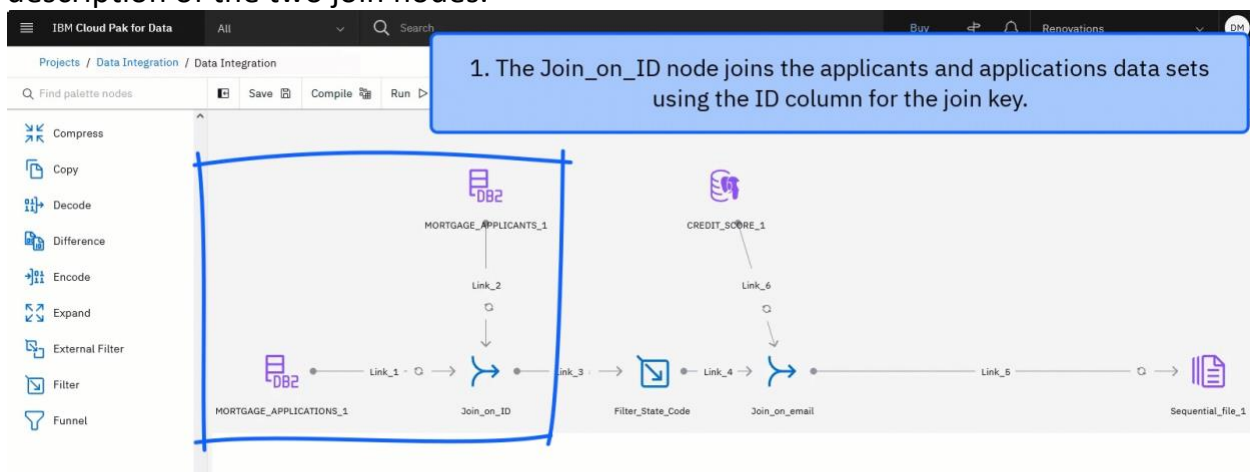 description of the two join nodes.
IBM Cloud Pak for Data All Search Buy Renovations DM
Projects / Data Integration / Data Integration
1. The Join_on_ID node joins the applicants and applications data sets
using the ID column for the join key.
Find palette nodes Save Compile Run
Compress
Copy
Decode
Difference
Encode
Expand
External Filter
Filter
Funnel
DB2
MORTGAGE_APPLICANTS_1 CREDIT_SCORE_1
Link_2 Link_6
DB2 Link_1 Link_3 Link_4 Link_5
MORTGAGE_APPLICATIONS_1 Join_on_ID Filter_State_Code Join_on_email Sequential_file_1